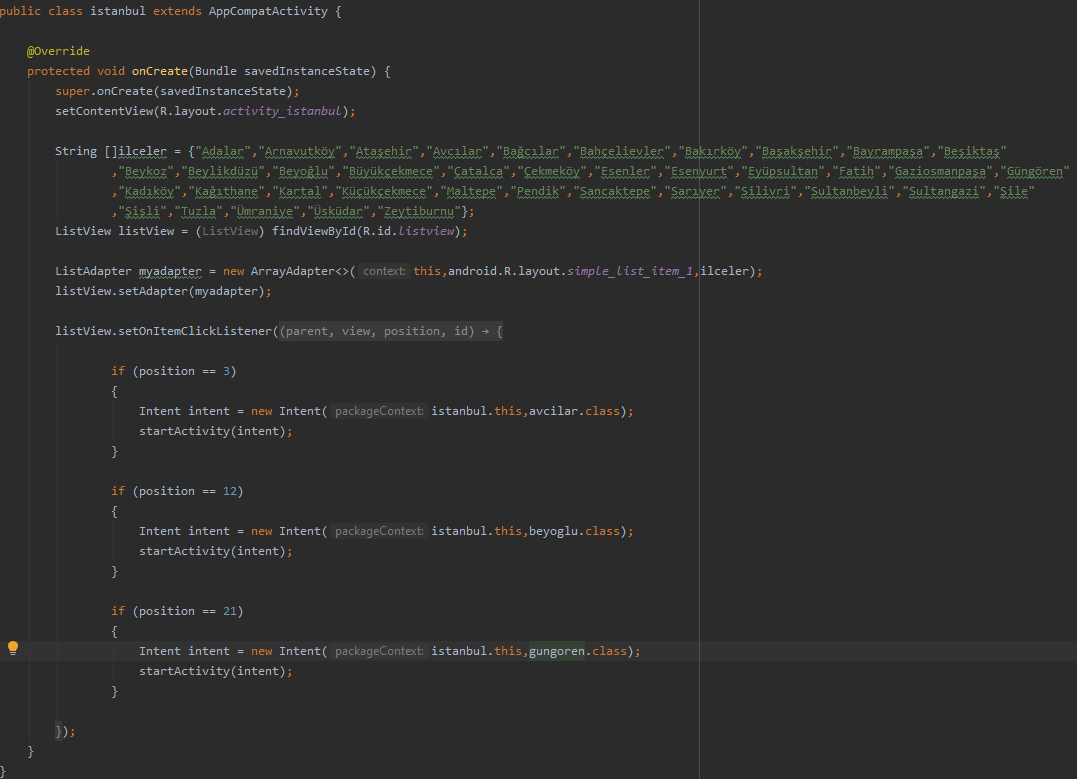 public class istanbul extends AppCompatActivity {
@Override
protected void onCreate(Bundle savedInstanceState) {
super.onCreate(savedInstanceState);
setContentView(R.layout.activity_istanbul);
String []ilceler = {"Adalar","Arnavutköy","Ataşehir","Avcılar","Bağcılar","Bahçelievler","Bakırköy","Başakşehir","Bayrampaşa","Beşiktaş"
,"Beykoz","Beylikdüzü","Beyoğlu","Büyükçekmece","Çatalca","Çekmeköy","Esenler","Esenyurt","Eyüpsultan","Fatih","Gaziosmanpaşa","Güngören"
,"Kadıköy","Kağıthane","Kartal","Küçükçekmece","Maltepe","Pendik","Sancaktepe","Sarıyer","Silivri","Sultanbeyli","Sultangazi","Şile"
,"Şişli","Tuzla","Ümraniye","Üsküdar","Zeytiburnu"};
ListView listView = (ListView) findViewById(R.id.listview);
ListAdapter myadapter = new ArrayAdapter<>( context: this,android.R.layout.simple_list_item_1,ilceler);
listView.setAdapter(myadapter);
listView.setOnItemClickListener((parent, view, position, id) → {
if (position == 3)
{
Intent intent = new Intent( packageContext: istanbul.this,avcilar.class);
startActivity(intent);
}
if (position == 12)
{
Intent intent = new Intent( packageContext: istanbul.this,beyoglu.class);
startActivity(intent);
}
if (position == 21)
{
Intent intent = new Intent( packageContext: istanbul.this,gungoren.class);
startActivity(intent);
}
});
}
}